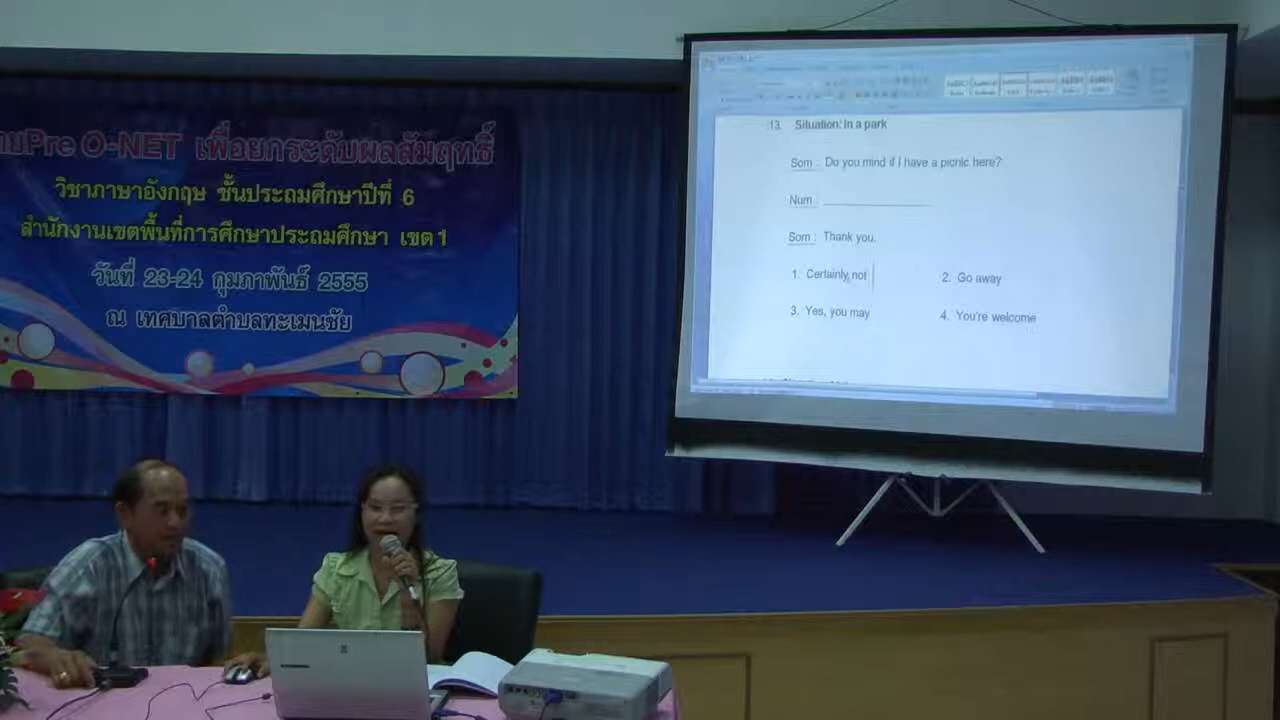 Pre O-NET เพื่อยกระดับผลสัมฤทธิ์
วิชาภาษาอังกฤษ ชั้นประถมศึกษาปีที่ 6
สำนักงานเขตพื้นที่การศึกษาประถมศึกษา เขต 1
วันที่ 23-24 กุมภาพันธ์ 2555
ณ เทศบาลตำบลทะเมนชัย
13. Situation: In a park
Som : Do you mind if I have a picnic here?
Num :
Som : Thank you.
1. Certainly, not
2. Go away
3. Yes, you may
4. You're welcome